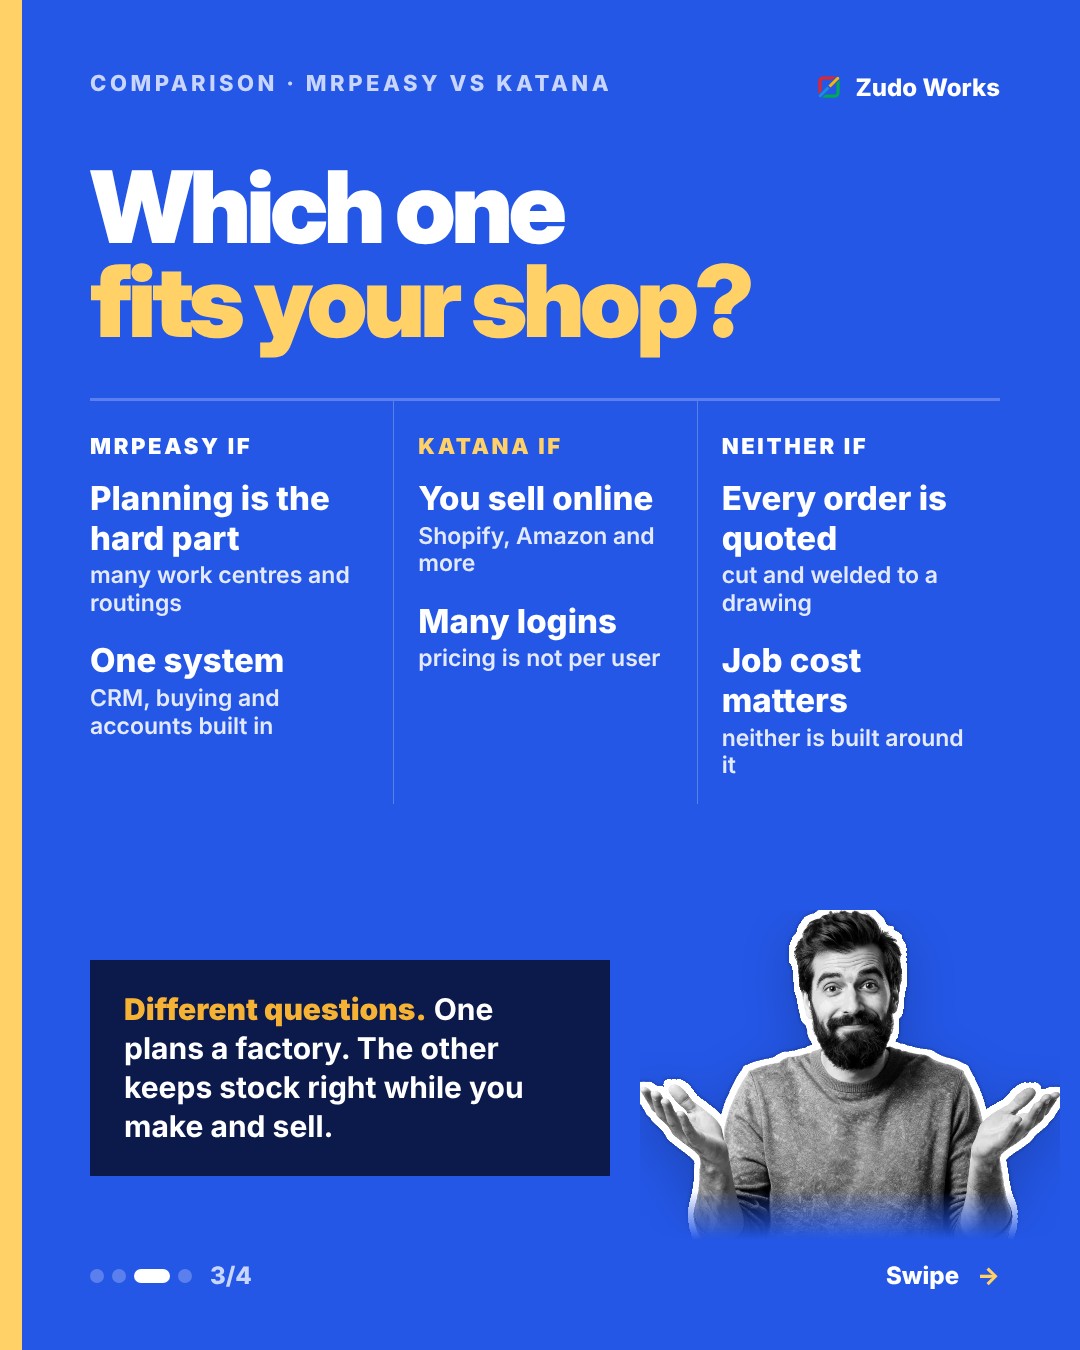 COMPARISON · MRPEASY VS KATANA
Zudo Works
Which one
fits your shop?
MRPEASY IF
Planning is the
hard part
many work centres and
routings
One system
CRM, buying and
accounts built in
KATANA IF
You sell online
Shopify, Amazon and
more
Many logins
pricing is not per user
NEITHER IF
Every order is
quoted
cut and welded to a
drawing
Job cost
matters
neither is built around
it
Different questions. One
plans a factory. The other
keeps stock right while you
make and sell.
3/4
Swipe →